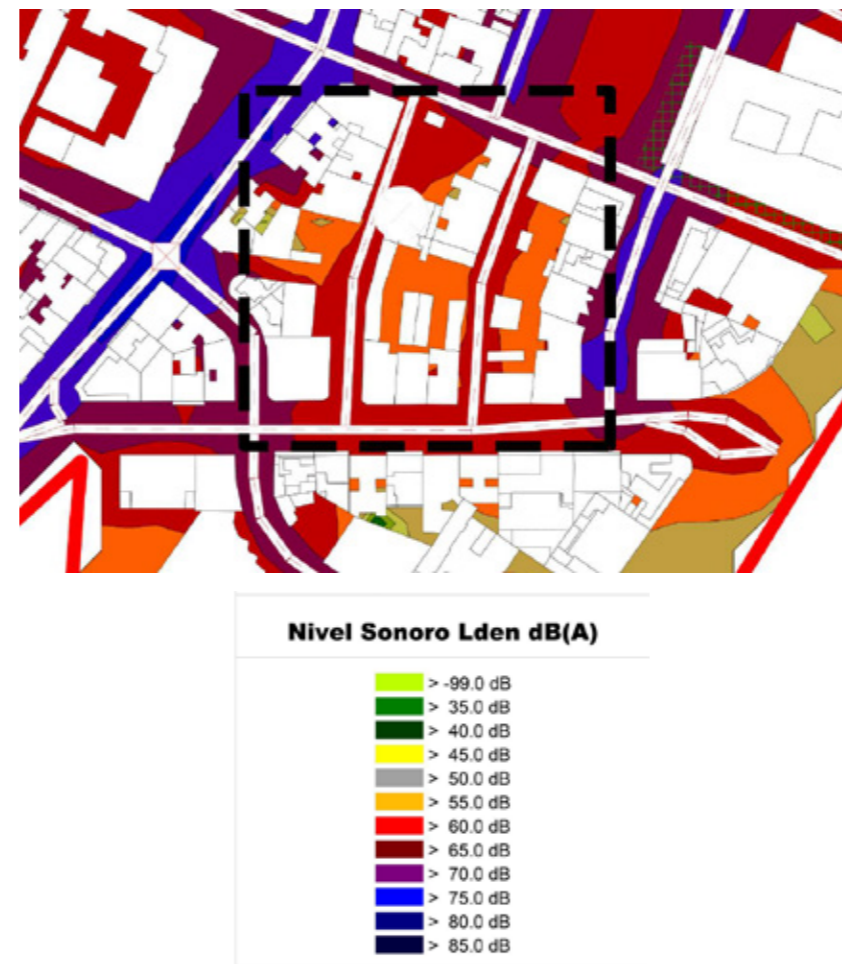 Nivel Sonoro Lden dB(A)
> -99.0 dB
> 35.0 dB
> 40.0 dB
> 45.0 dB
> 50.0 dB
> 55.0 dB
> 60.0 dB
> 65.0 dB
> 70.0 dB
> 75.0 dB
> 80.0 dB
> 85.0 dB